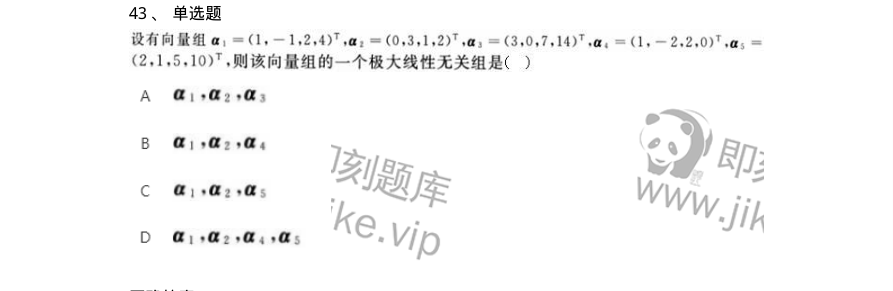 43 、 单选题
设有向量组 α₁ = (1, －1,2,4)ᵀ,α₂ = (0,3,1,2)ᵀ,α₃ = (3,0,7,14)ᵀ,α₄ = (1, －2,2,0)ᵀ,α₅ =
(2,1,5,10)ᵀ,则该向量组的一个极大线性无关组是( )
A α₁,α₂,α₃
B α₁,α₂,α₄
C α₁,α₂,α₅
D α₁,α₂,α₄,α₅
刻题库
ike.vip
即刻
www.jik